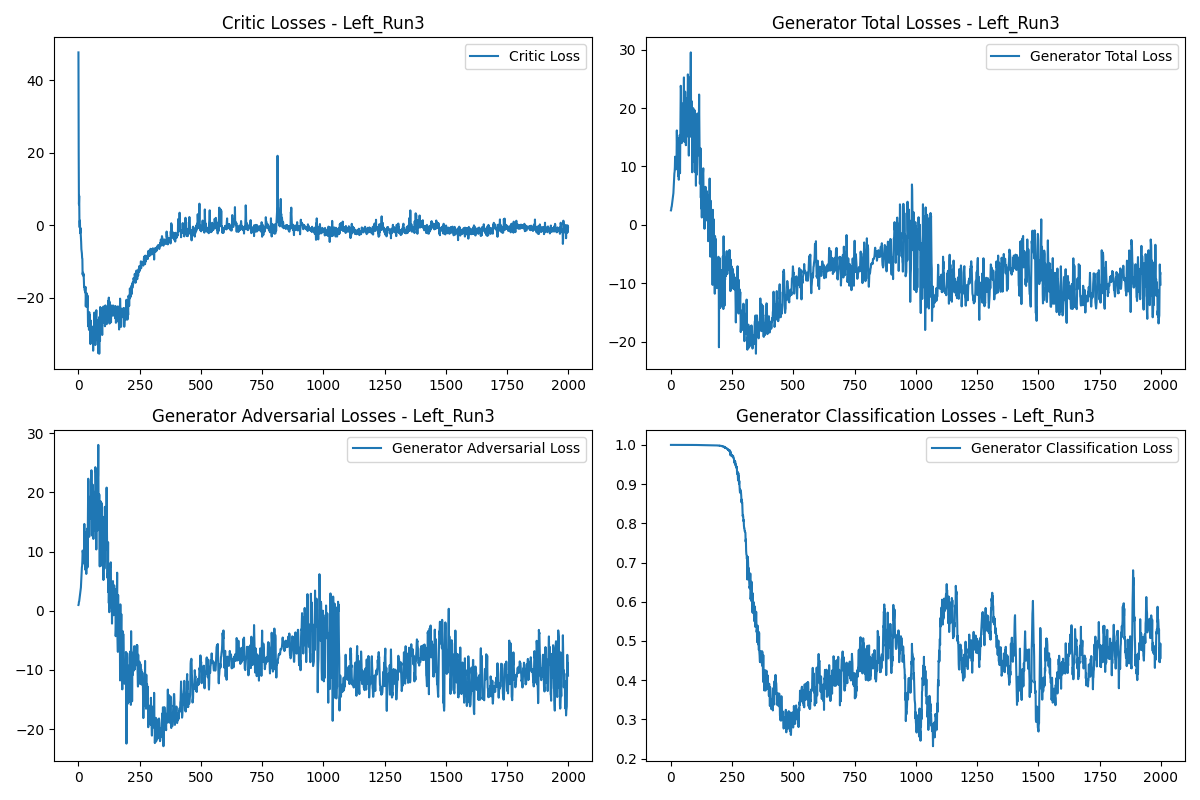 Critic Losses - Left_Run3
Critic Loss
40
20
0
−20
0 250 500 750 1000 1250 1500 1750 2000
Generator Total Losses - Left_Run3
Generator Total Loss
30
20
10
0
−10
−20
0 250 500 750 1000 1250 1500 1750 2000
Generator Adversarial Losses - Left_Run3
Generator Adversarial Loss
30
20
10
0
−10
−20
0 250 500 750 1000 1250 1500 1750 2000
Generator Classification Losses - Left_Run3
Generator Classification Loss
1.0
0.9
0.8
0.7
0.6
0.5
0.4
0.3
0.2
0 250 500 750 1000 1250 1500 1750 2000